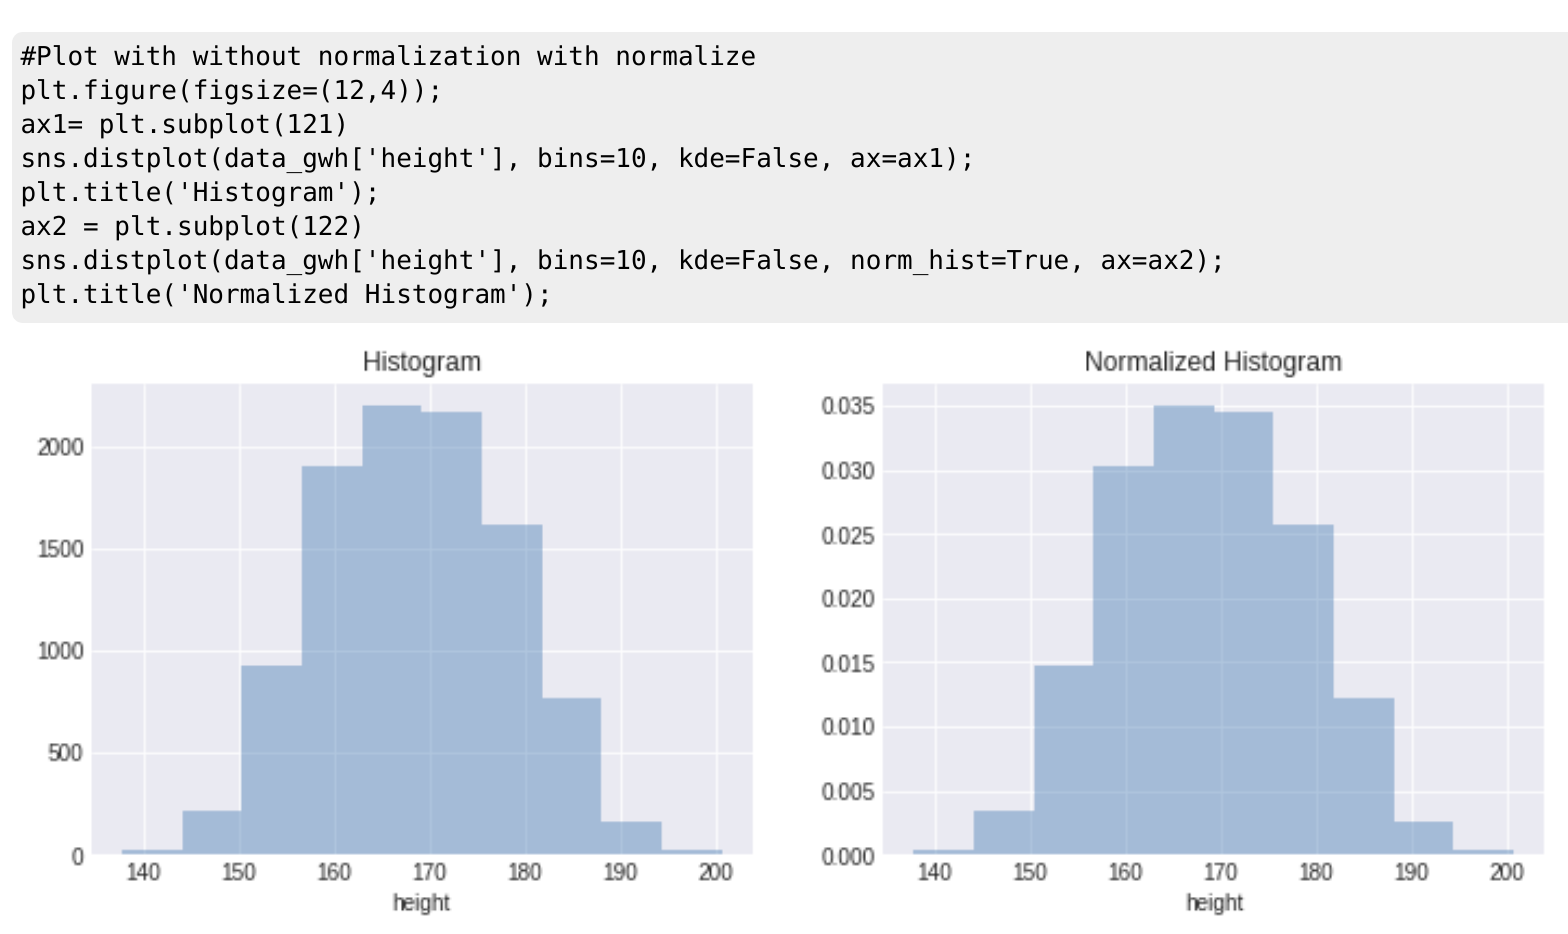 #Plot with without normalization with normalize
plt.figure(figsize=(12,4));
ax1= plt.subplot(121)
sns.distplot(data_gwh['height'], bins=10, kde=False, ax=ax1);
plt.title('Histogram');
ax2 = plt.subplot(122)
sns.distplot(data_gwh['height'], bins=10, kde=False, norm_hist=True, ax=ax2);
plt.title('Normalized Histogram');
Histogram
2000
1500
1000
500
0
140 150 160 170 180 190 200
height
Normalized Histogram
0.035
0.030
0.025
0.020
0.015
0.010
0.005
0.000
140 150 160 170 180 190 200
height